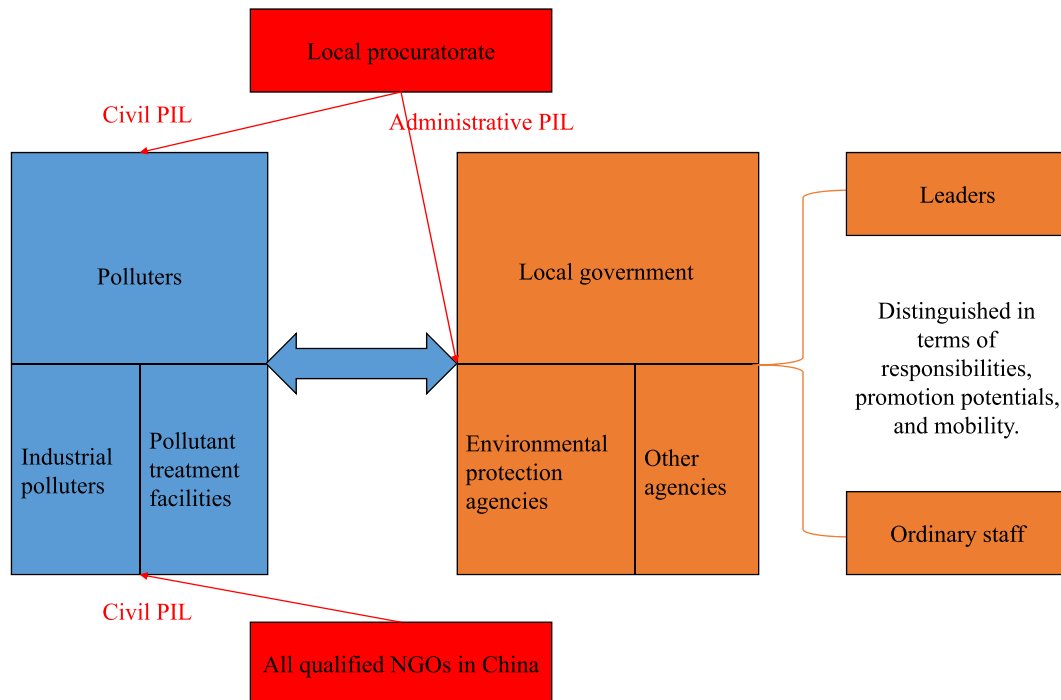 Local procuratorate
Civil PIL
Administrative PIL
Polluters
Local government
Leaders
Distinguished in
terms of
responsibilities,
promotion potentials,
and mobility.
Industrial
polluters
Pollutant
treatment
facilities
Environmental
protection
agencies
Other
agencies
Ordinary staff
Civil PIL
All qualified NGOs in China